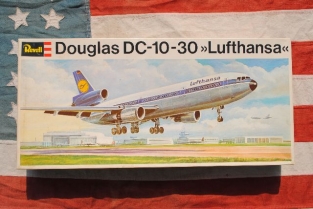 Revell
Douglas DC-10-30 »Lufthansa«
Lufthansa